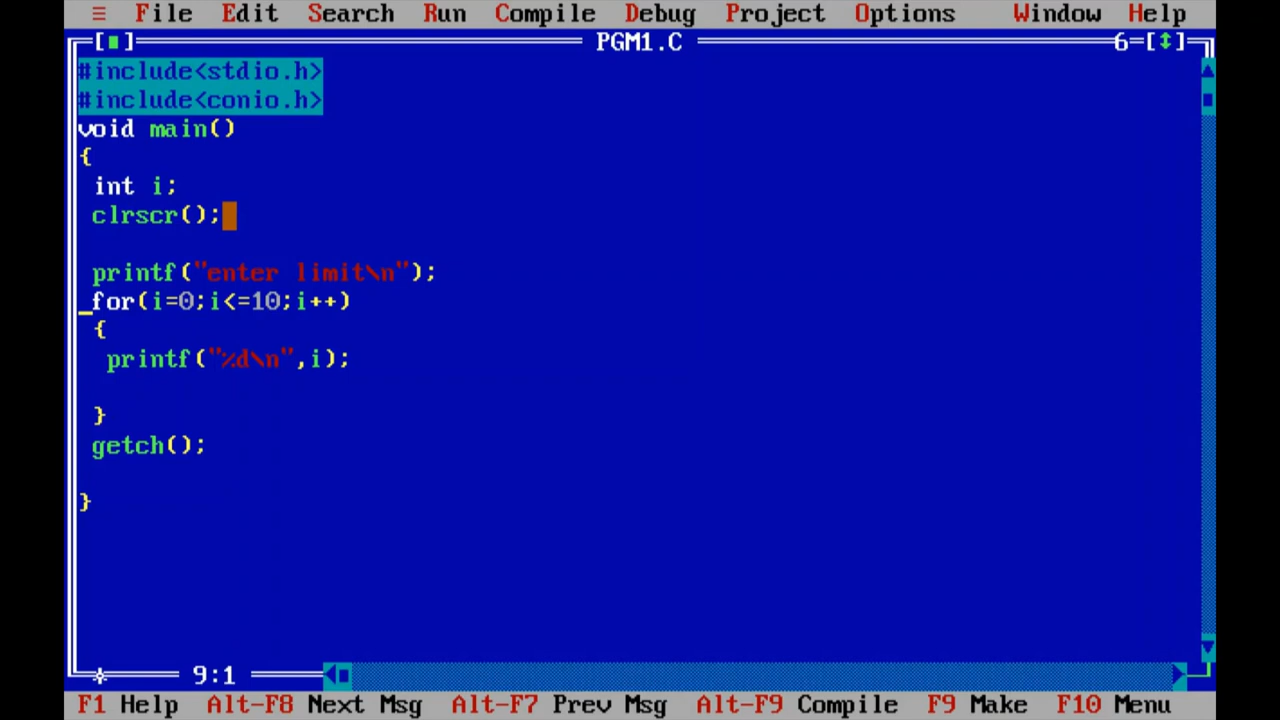 ≡ File Edit Search Run Compile Debug Project Options Window Help
[■] PGM1.C 6=[↕]
#include<stdio.h>
#include<conio.h>
void main()
{
int i;
clrscr();
printf("enter limit\n");
for(i=0;i<=10;i++)
{
printf("%d\n",i);
}
getch();
}
9:1
F1 Help Alt-F8 Next Msg Alt-F7 Prev Msg Alt-F9 Compile F9 Make F10 Menu